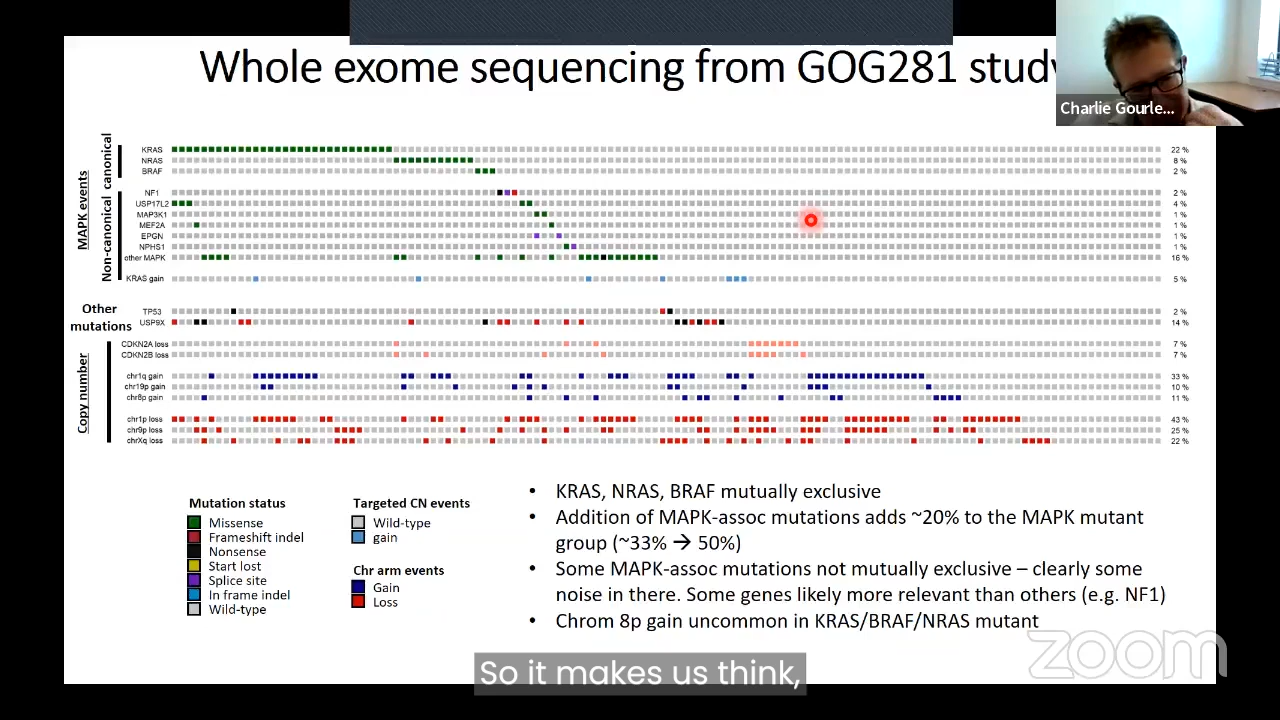 Whole exome sequencing from GOG281 study
Charlie Gourle...
MAPK events
canonical
KRAS 22 %
NRAS 8 %
BRAF 2 %
Non-canonical
NF1 2 %
USP17L2 4 %
MAP3K1 1 %
MEF2A 1 %
EPGN 1 %
NPHS1 1 %
other MAPK 16 %
KRAS gain 5 %
Other
mutations
TP53 2 %
USP9X 14 %
Copy number
CDKN2A loss 7 %
CDKN2B loss 7 %
chr1q gain 33 %
chr19p gain 10 %
chr8p gain 11 %
chr1p loss 43 %
chr9p loss 25 %
chrXq loss 22 %
Mutation status
Missense
Frameshift indel
Nonsense
Start lost
Splice site
In frame indel
Wild-type
Targeted CN events
Wild-type
gain
Chr arm events
Gain
Loss
• KRAS, NRAS, BRAF mutually exclusive
• Addition of MAPK-assoc mutations adds ~20% to the MAPK mutant
group (~33% → 50%)
• Some MAPK-assoc mutations not mutually exclusive – clearly some
noise in there. Some genes likely more relevant than others (e.g. NF1)
• Chrom 8p gain uncommon in KRAS/BRAF/NRAS mutant
zoom
So it makes us think,